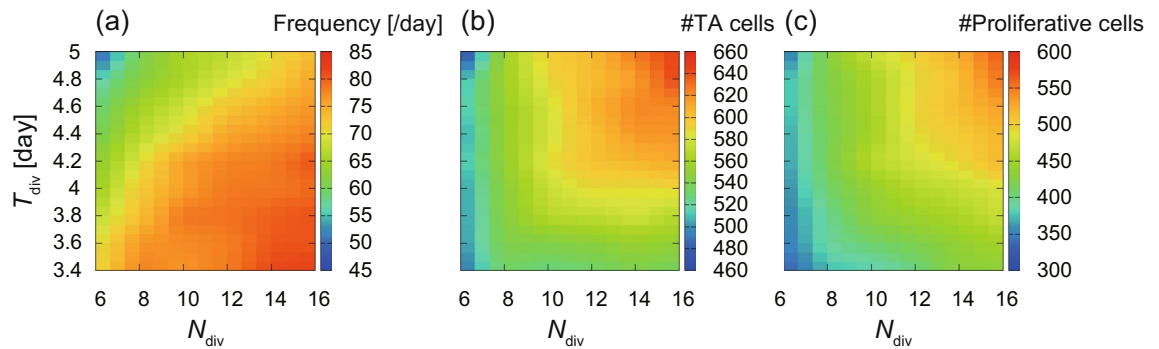 (a) Frequency [/day] (b) #TA cells (c) #Proliferative cells
5 85 660 600
4.8 80 640
4.6 75 620 550
4.4 70 600 500
4.2 65 580 450
4 60 560 400
3.8 55 540 350
3.6 50 520 300
3.4 45 500
480
460
T_div [day]
6 8 10 12 14 16 6 8 10 12 14 16 6 8 10 12 14 16
N_div N_div N_div